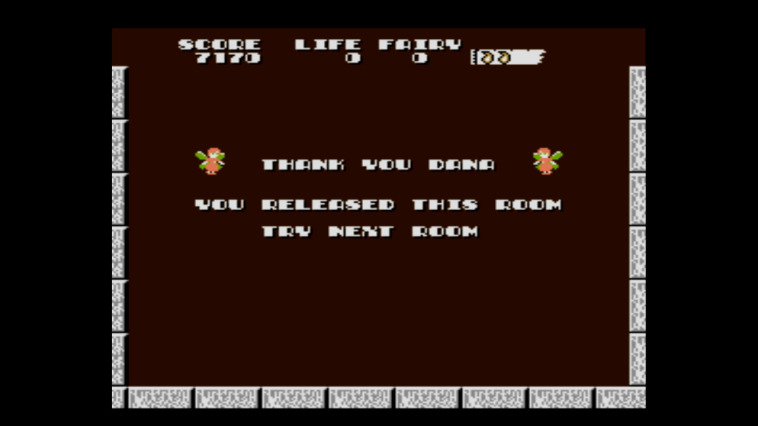 SCORE LIFE FAIRY
7170 0 0
THANK YOU DANA
YOU RELEASED THIS ROOM
TRY NEXT ROOM